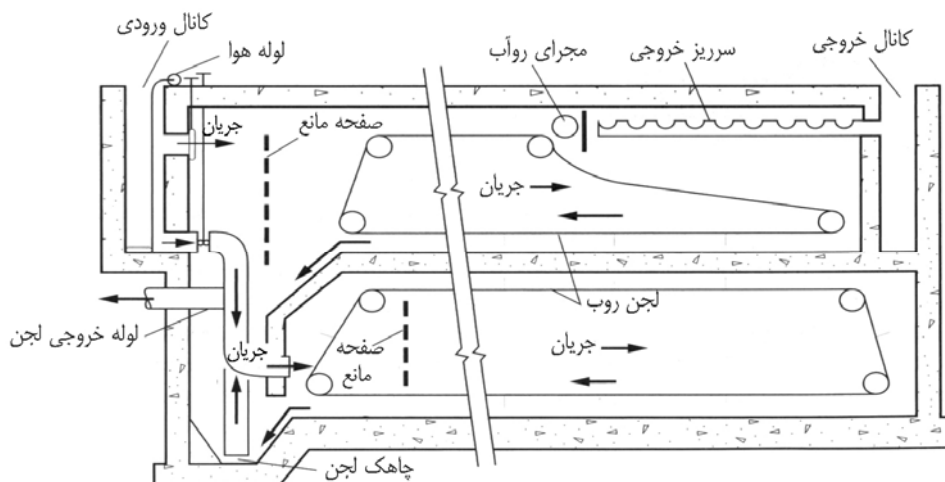 کانال ورودی
لوله هوا
مجرای روآب
سرریز خروجی
کانال خروجی
جریان
صفحه مانع
جریان
لجن روب
لوله خروجی لجن
جریان
صفحه
مانع
جریان
چاهک لجن